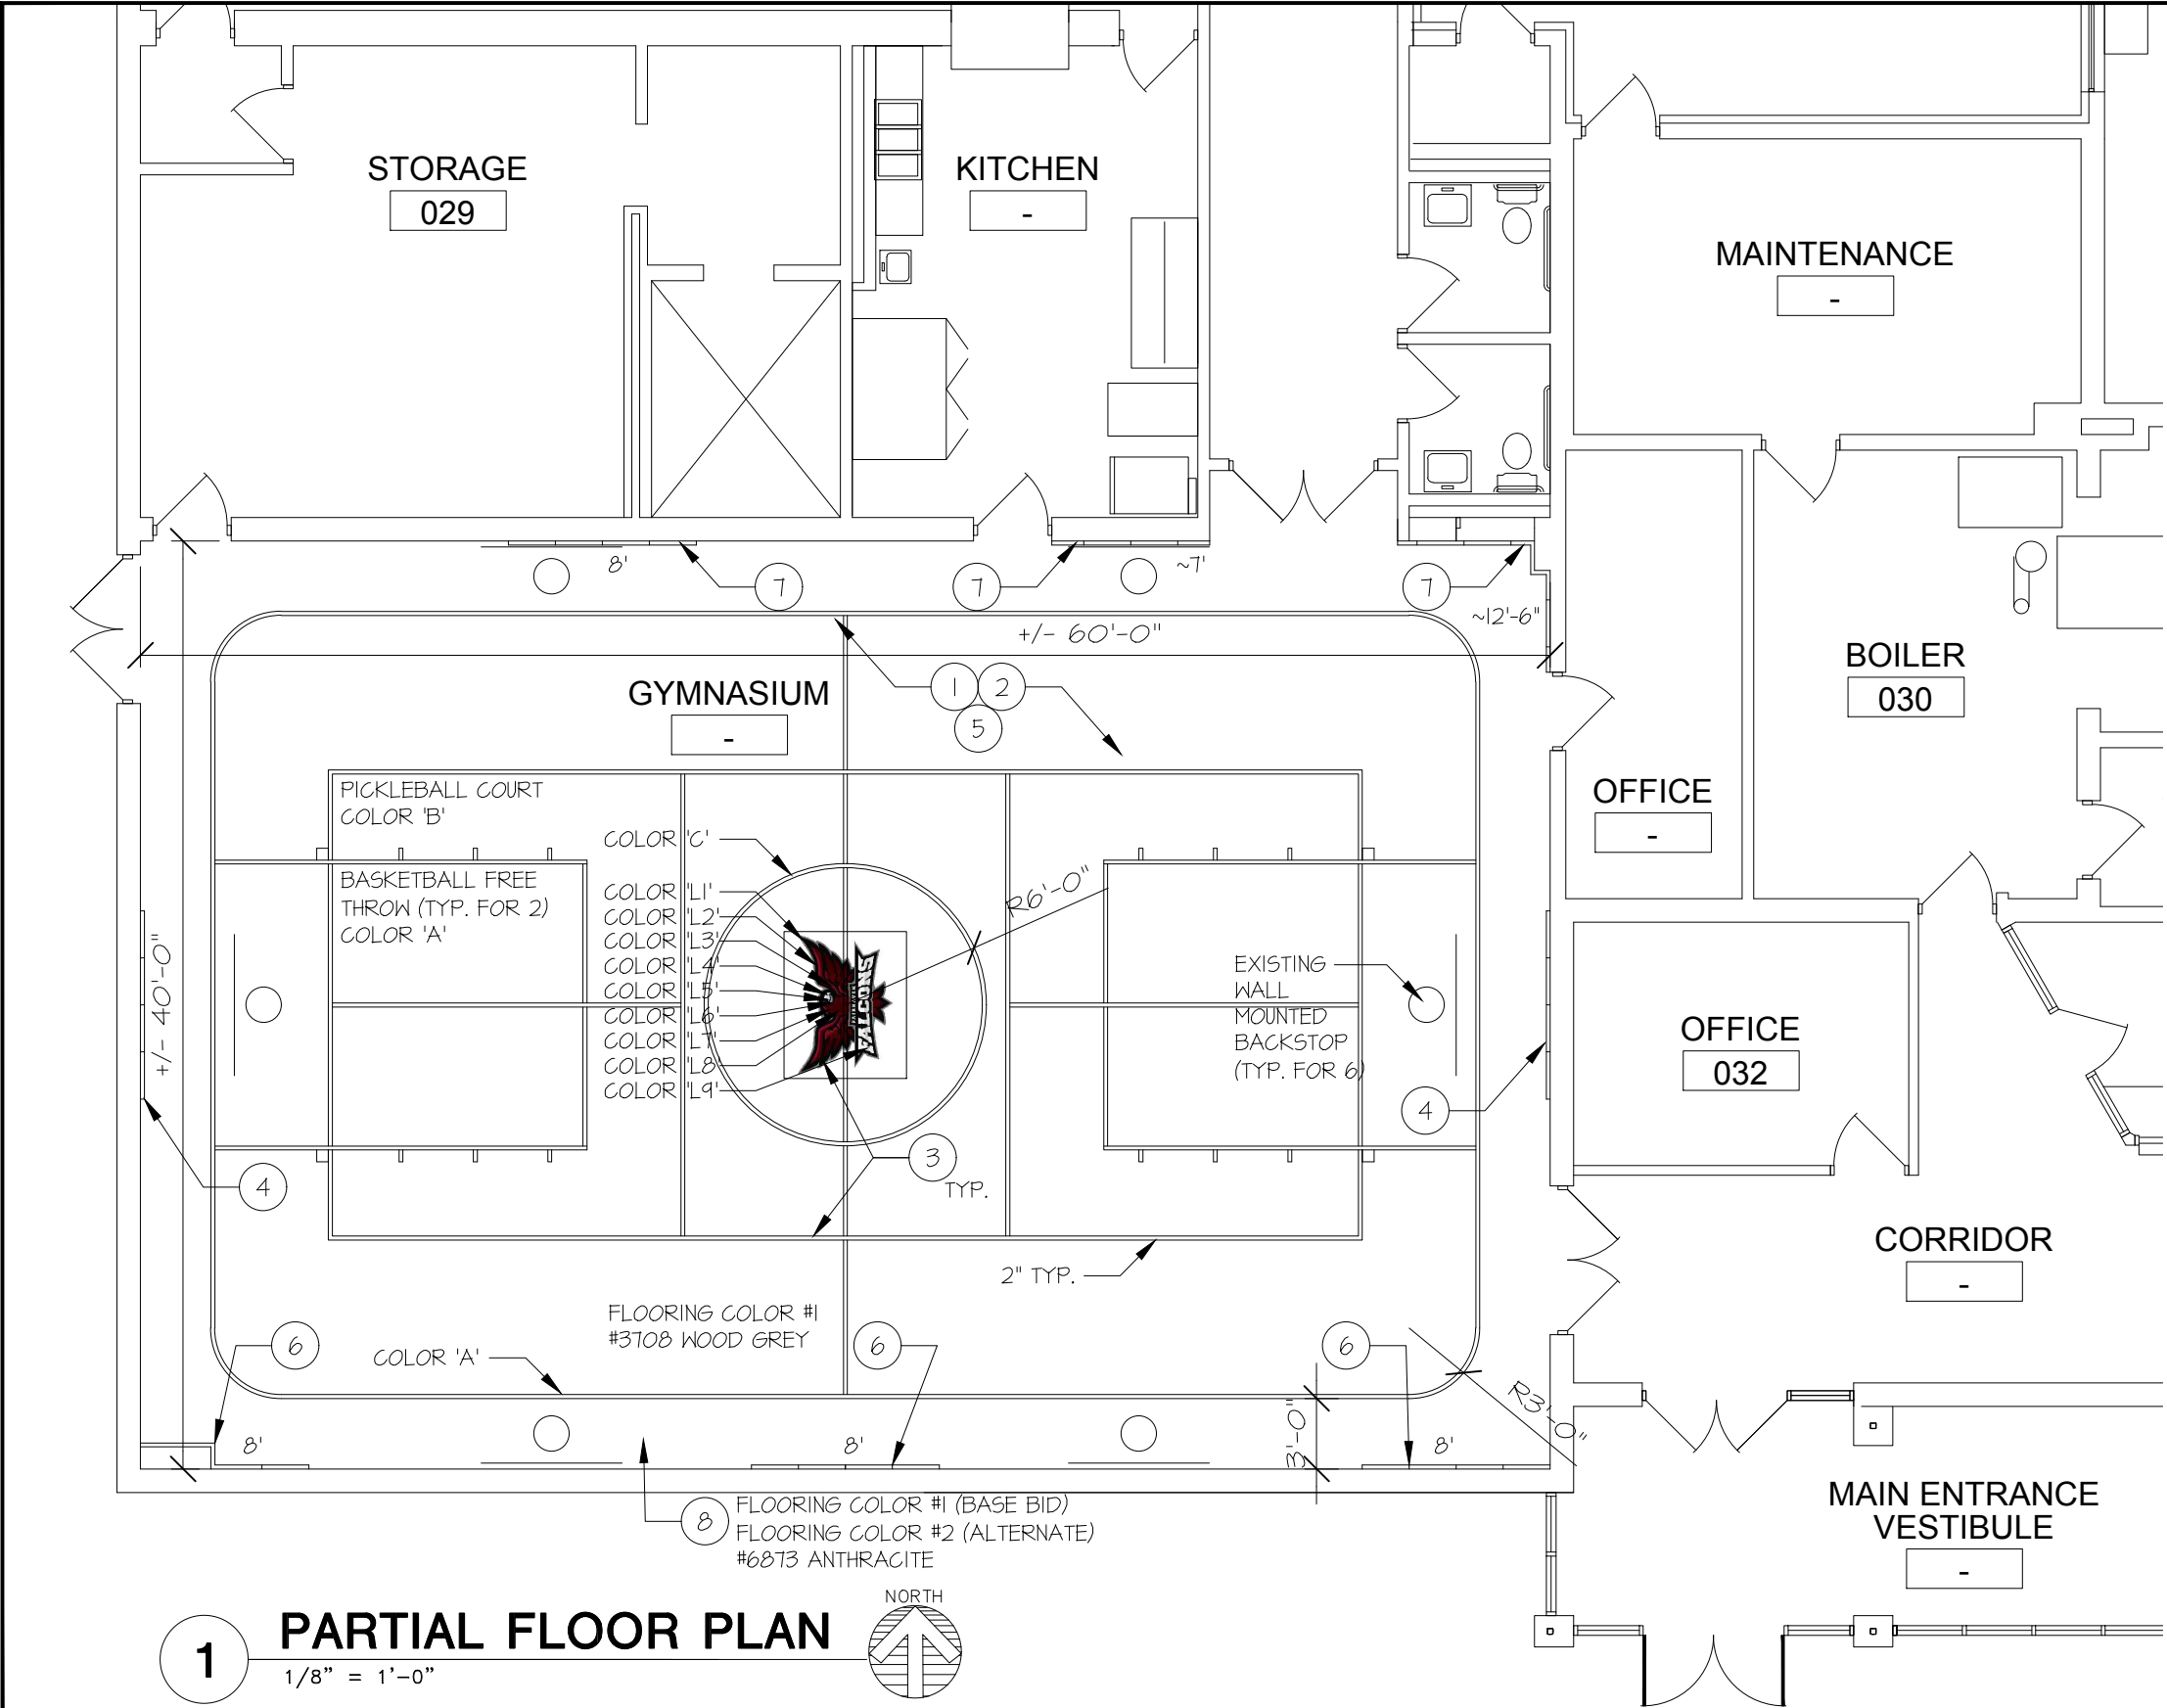 STORAGE
029
KITCHEN
-
MAINTENANCE
-
8'
7
7
~7'
7
~12'-6"
+/- 60'-0"
BOILER
030
GYMNASIUM
-
1
2
5
OFFICE
-
PICKLEBALL COURT
COLOR 'B'
COLOR 'C'
BASKETBALL FREE
THROW (TYP. FOR 2)
COLOR 'A'
COLOR 'L1'
COLOR 'L2'
COLOR 'L3'
COLOR 'L4'
COLOR 'L5'
COLOR 'L6'
COLOR 'L7'
COLOR 'L8'
COLOR 'L9'
R6'-0"
FALCONS
+/- 40'-0"
EXISTING
WALL
MOUNTED
BACKSTOP
(TYP. FOR 6)
OFFICE
032
4
4
3
TYP.
2" TYP.
CORRIDOR
-
FLOORING COLOR #1
#3708 WOOD GREY
6
6
6
COLOR 'A'
8'
8'
8'
3'-0"
R3'-0"
8
FLOORING COLOR #1 (BASE BID)
FLOORING COLOR #2 (ALTERNATE)
#6873 ANTHRACITE
MAIN ENTRANCE
VESTIBULE
-
NORTH
1
PARTIAL FLOOR PLAN
1/8" = 1'-0"